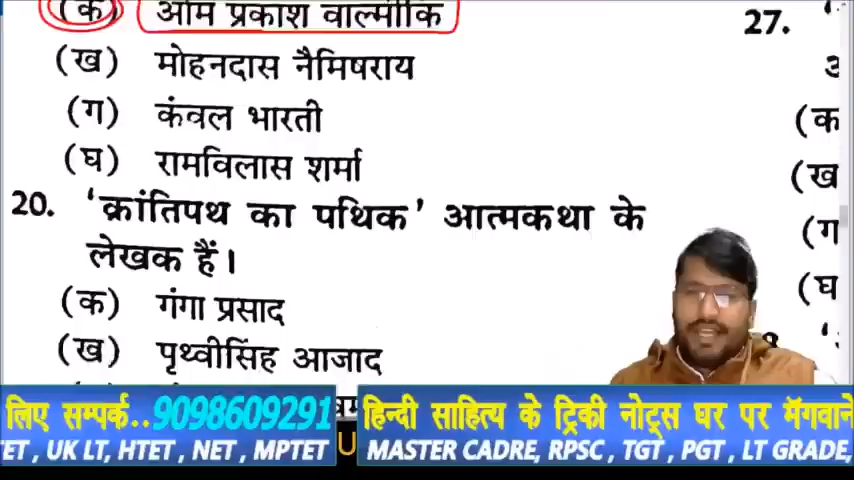 (क) ओम प्रकाश वाल्मीकि
(ख) मोहनदास नैमिषराय
(ग) कंवल भारती
(घ) रामविलास शर्मा
20. 'क्रांतिपथ का पथिक' आत्मकथा के
लेखक हैं।
(क) गंगा प्रसाद
(ख) पृथ्वीसिंह आजाद
27.
(क
(ख
(ग
(घ
लिए सम्पर्क..9098609291
ET , UK LT, HTET , NET , MPTET
U
हिन्दी साहित्य के ट्रिकी नोट्स घर पर मॅगवाने
MASTER CADRE, RPSC , TGT , PGT , LT GRADE,